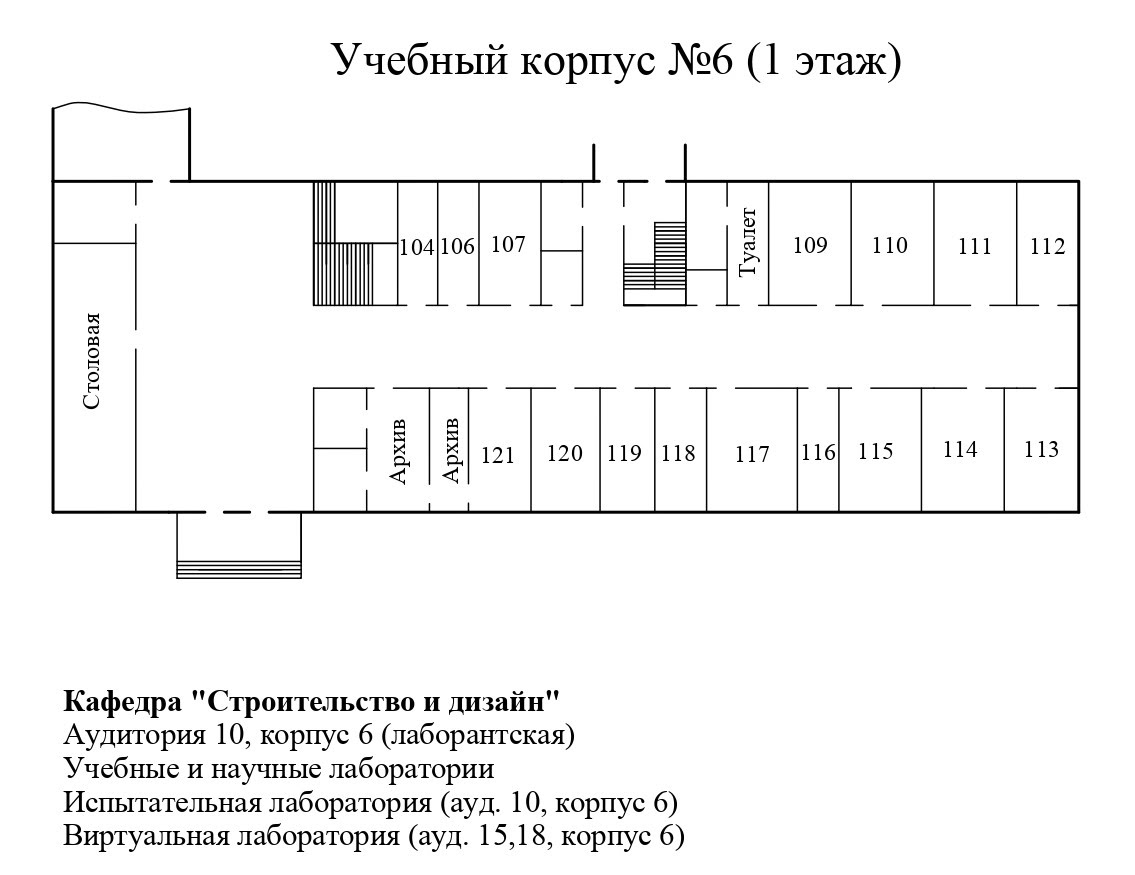 Учебный корпус №6 (1 этаж)
104
106
107
Туалет
109
110
111
112
Столовая
Архив
Архив
121
120
119
118
117
116
115
114
113
Кафедра "Строительство и дизайн"
Аудитория 10, корпус 6 (лаборантская)
Учебные и научные лаборатории
Испытательная лаборатория (ауд. 10, корпус 6)
Виртуальная лаборатория (ауд. 15,18, корпус 6)